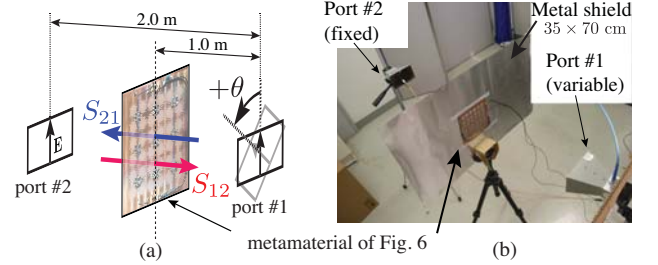 2.0 m
1.0 m
+θ
S21
E
S12
port #2
port #1
(a)
metamaterial of Fig. 6
Port #2
(fixed)
Metal shield
35 × 70 cm
Port #1
(variable)
(b)